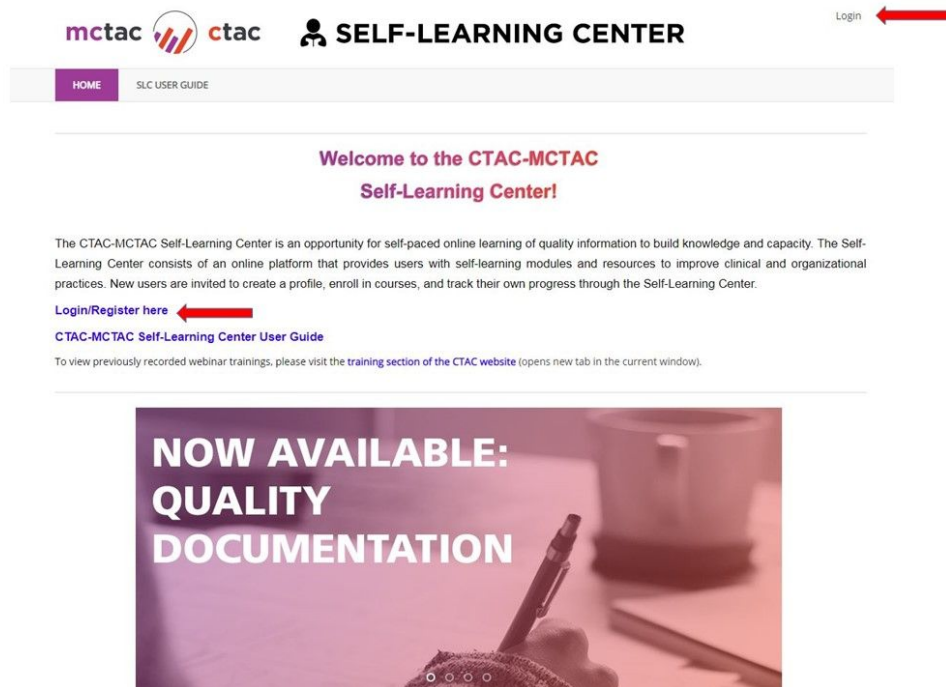 mctac ctac SELF-LEARNING CENTER Login
HOME SLC USER GUIDE
Welcome to the CTAC-MCTAC
Self-Learning Center!
The CTAC-MCTAC Self-Learning Center is an opportunity for self-paced online learning of quality information to build knowledge and capacity. The Self-
Learning Center consists of an online platform that provides users with self-learning modules and resources to improve clinical and organizational
practices. New users are invited to create a profile, enroll in courses, and track their own progress through the Self-Learning Center.
Login/Register here
CTAC-MCTAC Self-Learning Center User Guide
To view previously recorded webinar trainings, please visit the training section of the CTAC website (opens new tab in the current window).
NOW AVAILABLE:
QUALITY
DOCUMENTATION